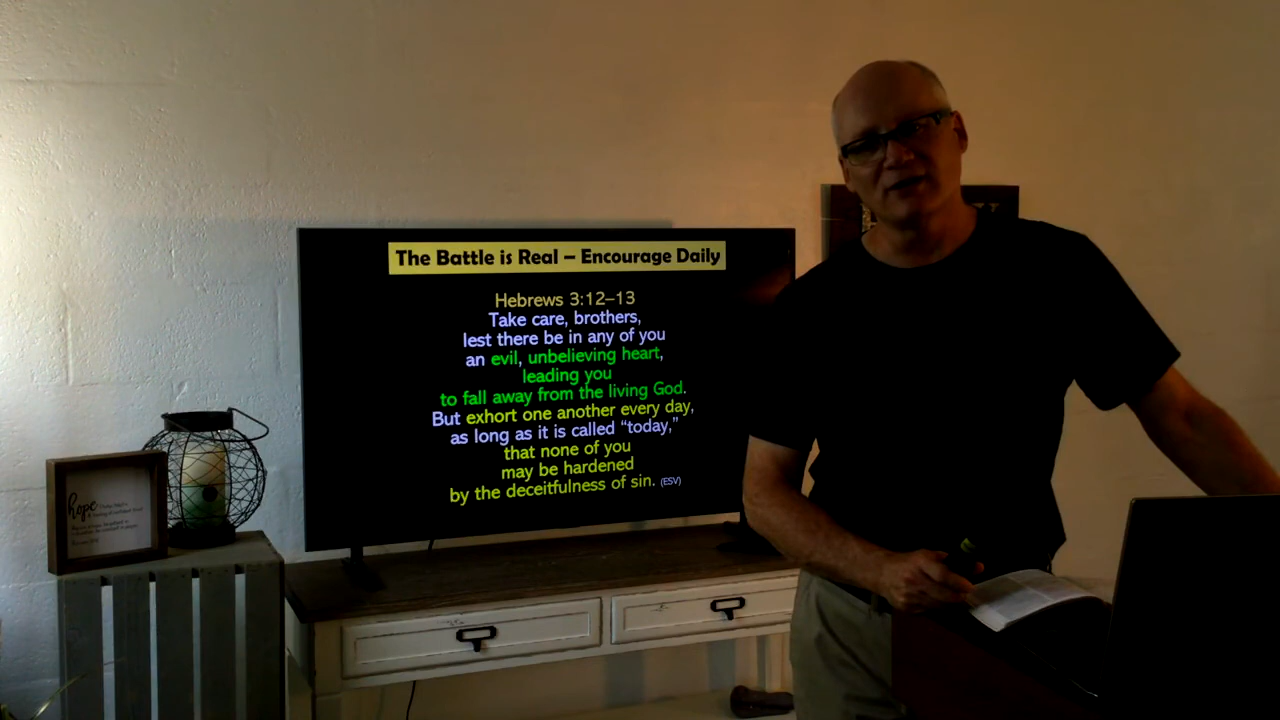 The Battle is Real – Encourage Daily
Hebrews 3:12–13
Take care, brothers,
lest there be in any of you
an evil, unbelieving heart,
leading you
to fall away from the living God.
But exhort one another every day,
as long as it is called “today,”
that none of you
may be hardened
by the deceitfulness of sin. (ESV)
hope